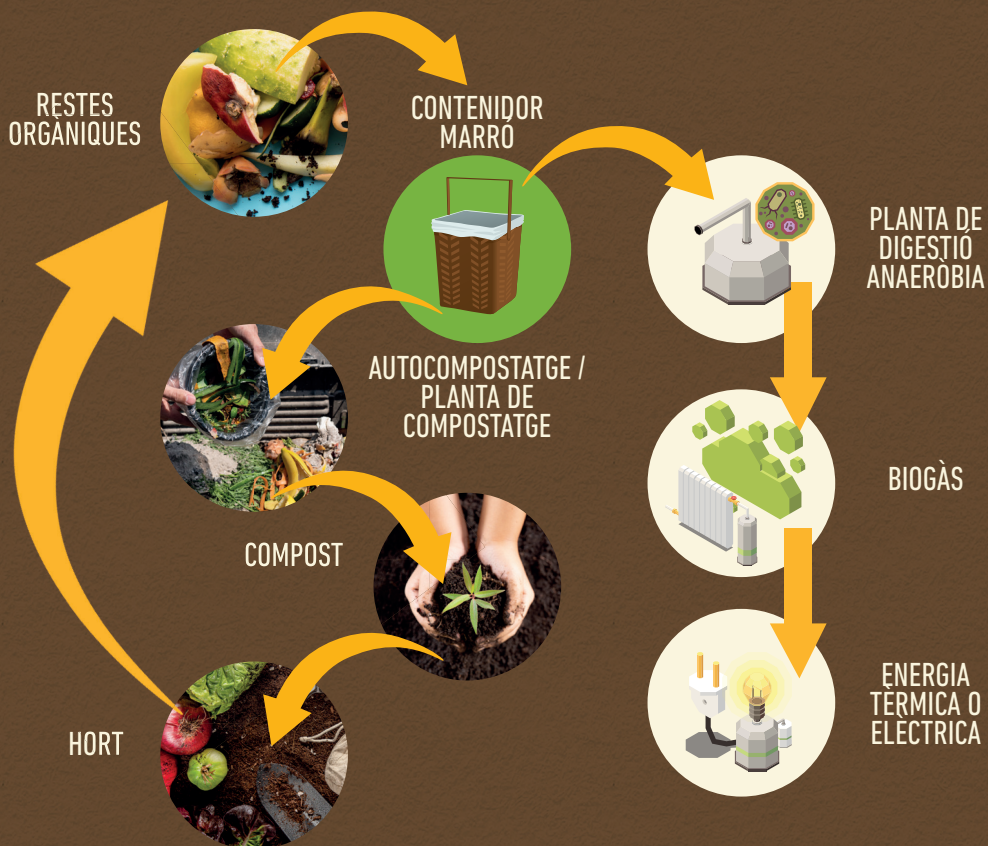 RESTES
ORGÀNIQUES
CONTENIDOR
MARRÓ
PLANTA DE
DIGESTIÓ
ANAERÒBIA
AUTOCOMPOSTATGE /
PLANTA DE
COMPOSTATGE
BIOGÀS
COMPOST
HORT
ENERGIA
TÈRMICA O
ELÈCTRICA